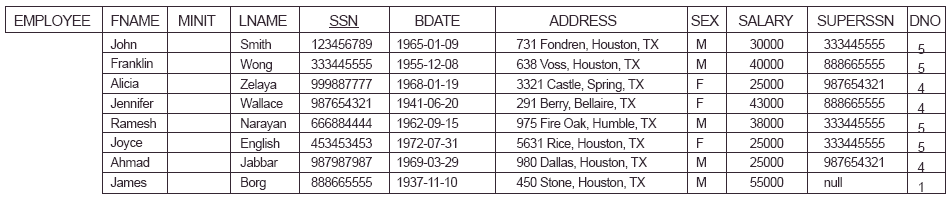 EMPLOYEE FNAME MINIT LNAME SSN BDATE ADDRESS SEX SALARY SUPERSSN DNO
John Smith 123456789 1965-01-09 731 Fondren, Houston, TX M 30000 333445555 5
Franklin Wong 333445555 1955-12-08 638 Voss, Houston, TX M 40000 888665555 5
Alicia Zelaya 999887777 1968-01-19 3321 Castle, Spring, TX F 25000 987654321 4
Jennifer Wallace 987654321 1941-06-20 291 Berry, Bellaire, TX F 43000 888665555 4
Ramesh Narayan 666884444 1962-09-15 975 Fire Oak, Humble, TX M 38000 333445555 5
Joyce English 453453453 1972-07-31 5631 Rice, Houston, TX F 25000 333445555 5
Ahmad Jabbar 987987987 1969-03-29 980 Dallas, Houston, TX M 25000 987654321 4
James Borg 888665555 1937-11-10 450 Stone, Houston, TX M 55000 null 1